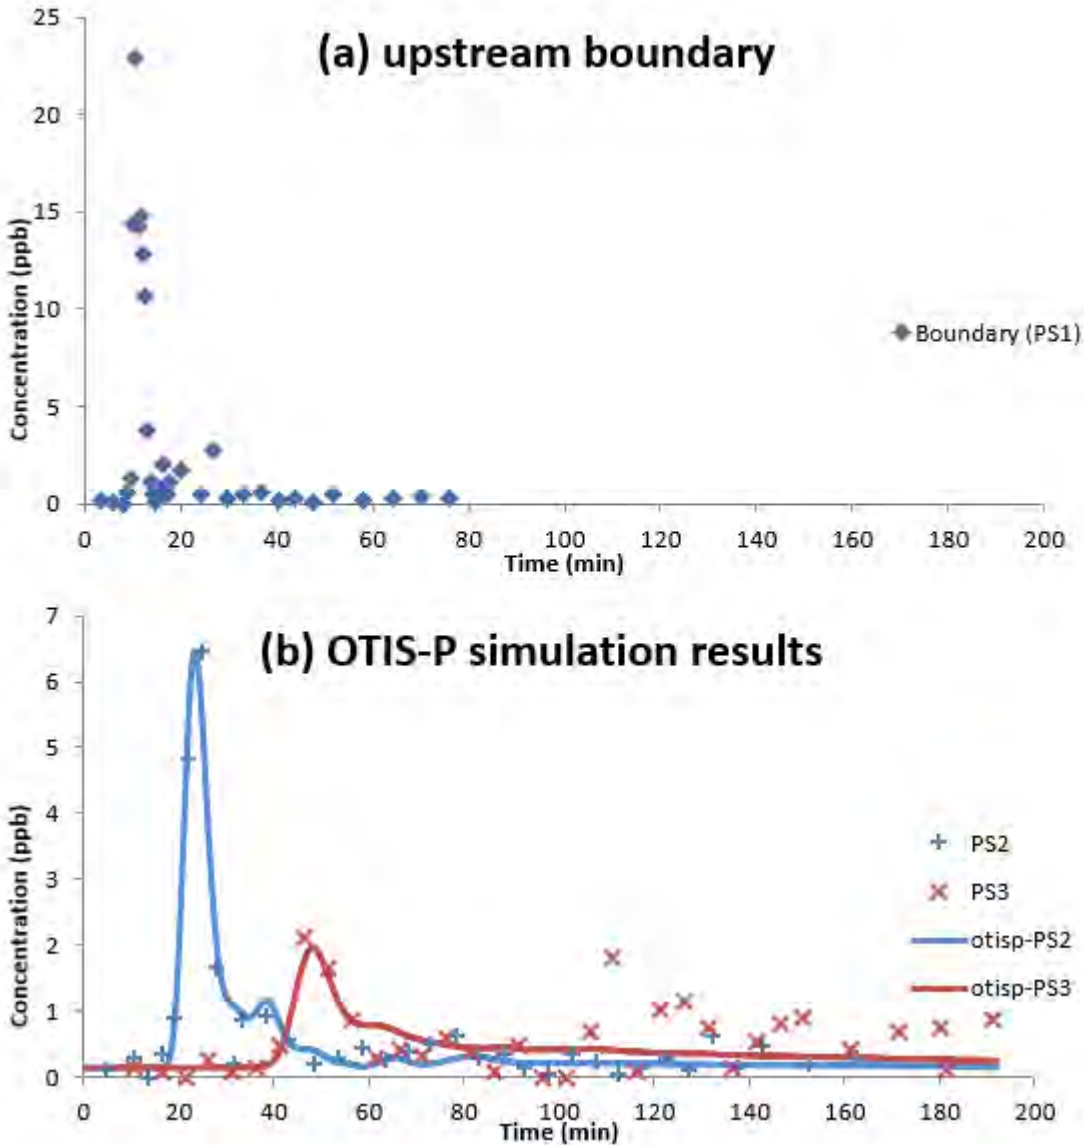 (a) upstream boundary
Concentration (ppb)
25
20
15
10
5
0
Boundary (PS1)
0 20 40 60 80 100 120 140 160 180 200
Time (min)
(b) OTIS-P simulation results
Concentration (ppb)
7
6
5
4
3
2
1
0
PS2
PS3
otisp-PS2
otisp-PS3
0 20 40 60 80 100 120 140 160 180 200
Time (min)